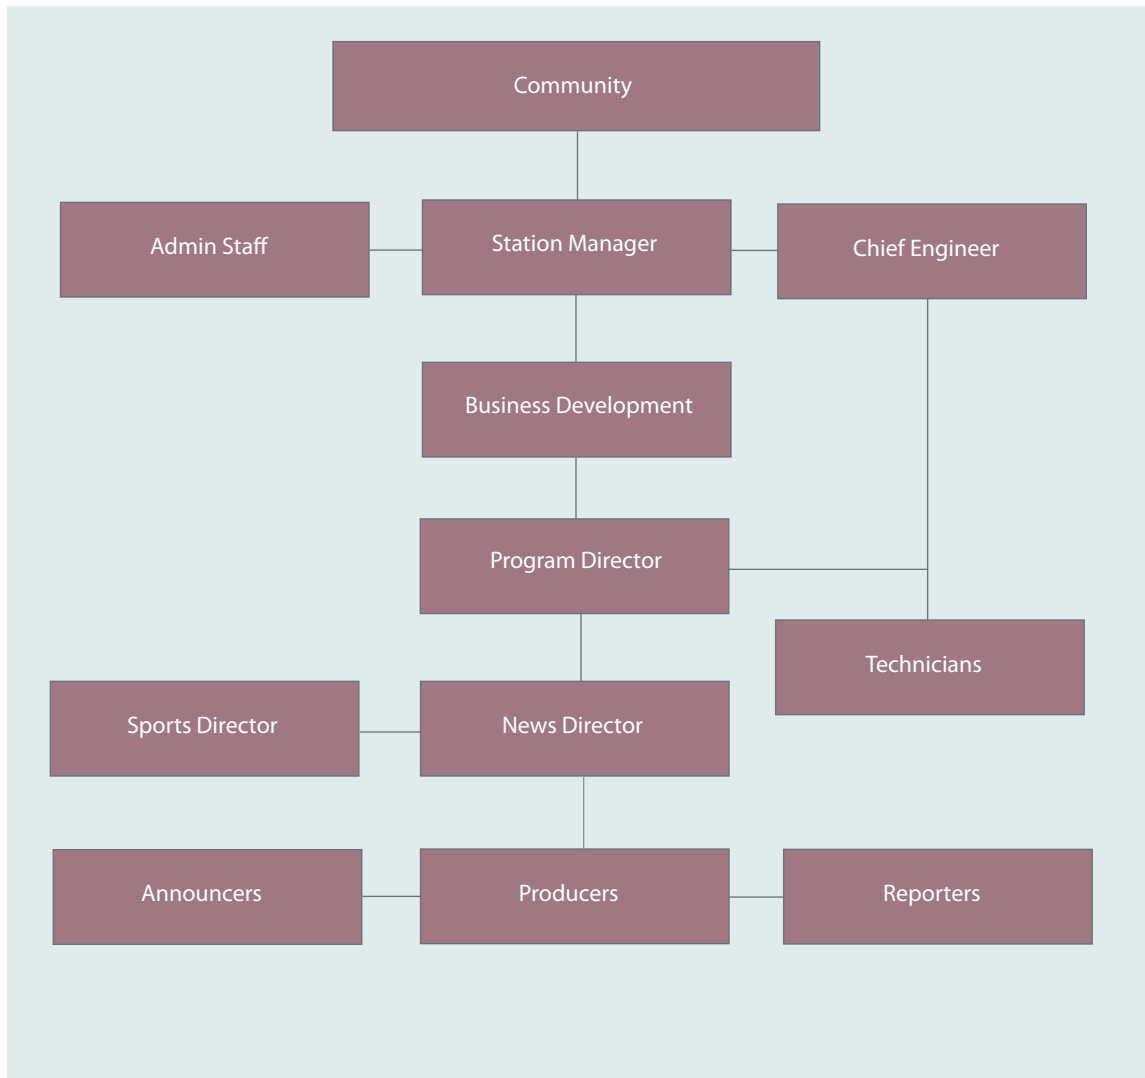 Community
Admin Staff
Station Manager
Chief Engineer
Business Development
Program Director
Technicians
Sports Director
News Director
Announcers
Producers
Reporters